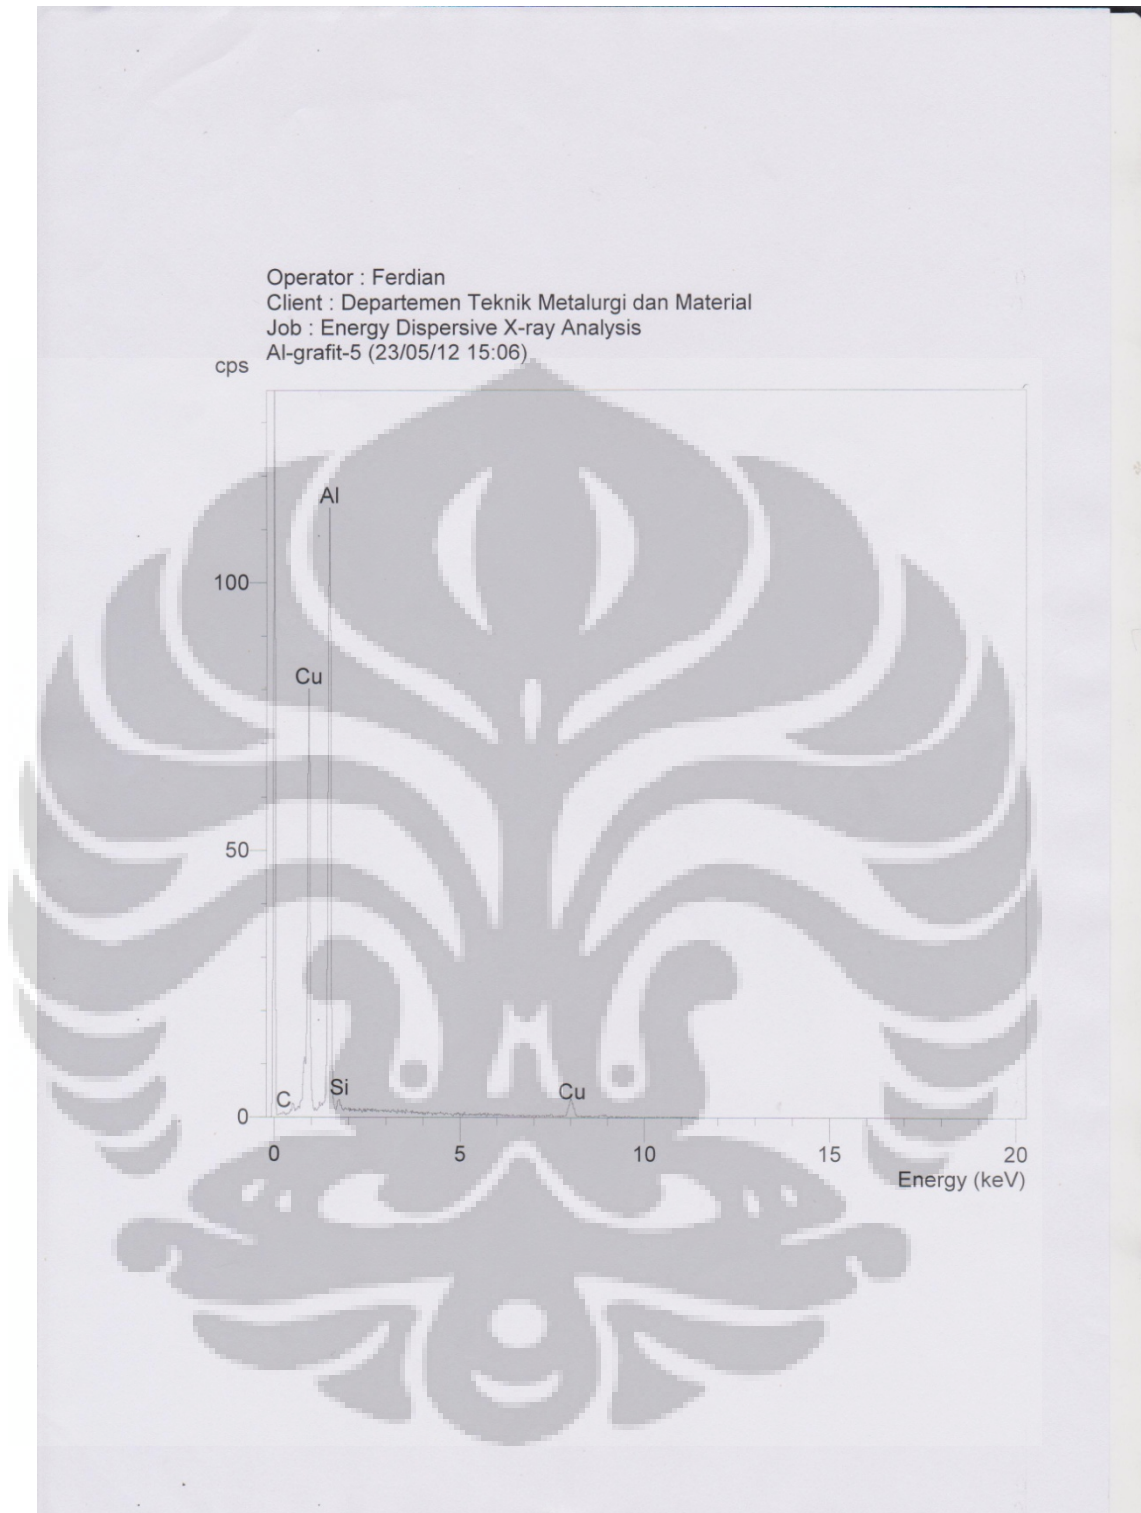 Operator : Ferdian
Client : Departemen Teknik Metalurgi dan Material
Job : Energy Dispersive X-ray Analysis
Al-grafit-5 (23/05/12 15:06)
cps
Al
100
Cu
50
C
Si
Cu
0
0 5 10 15 20
Energy (keV)